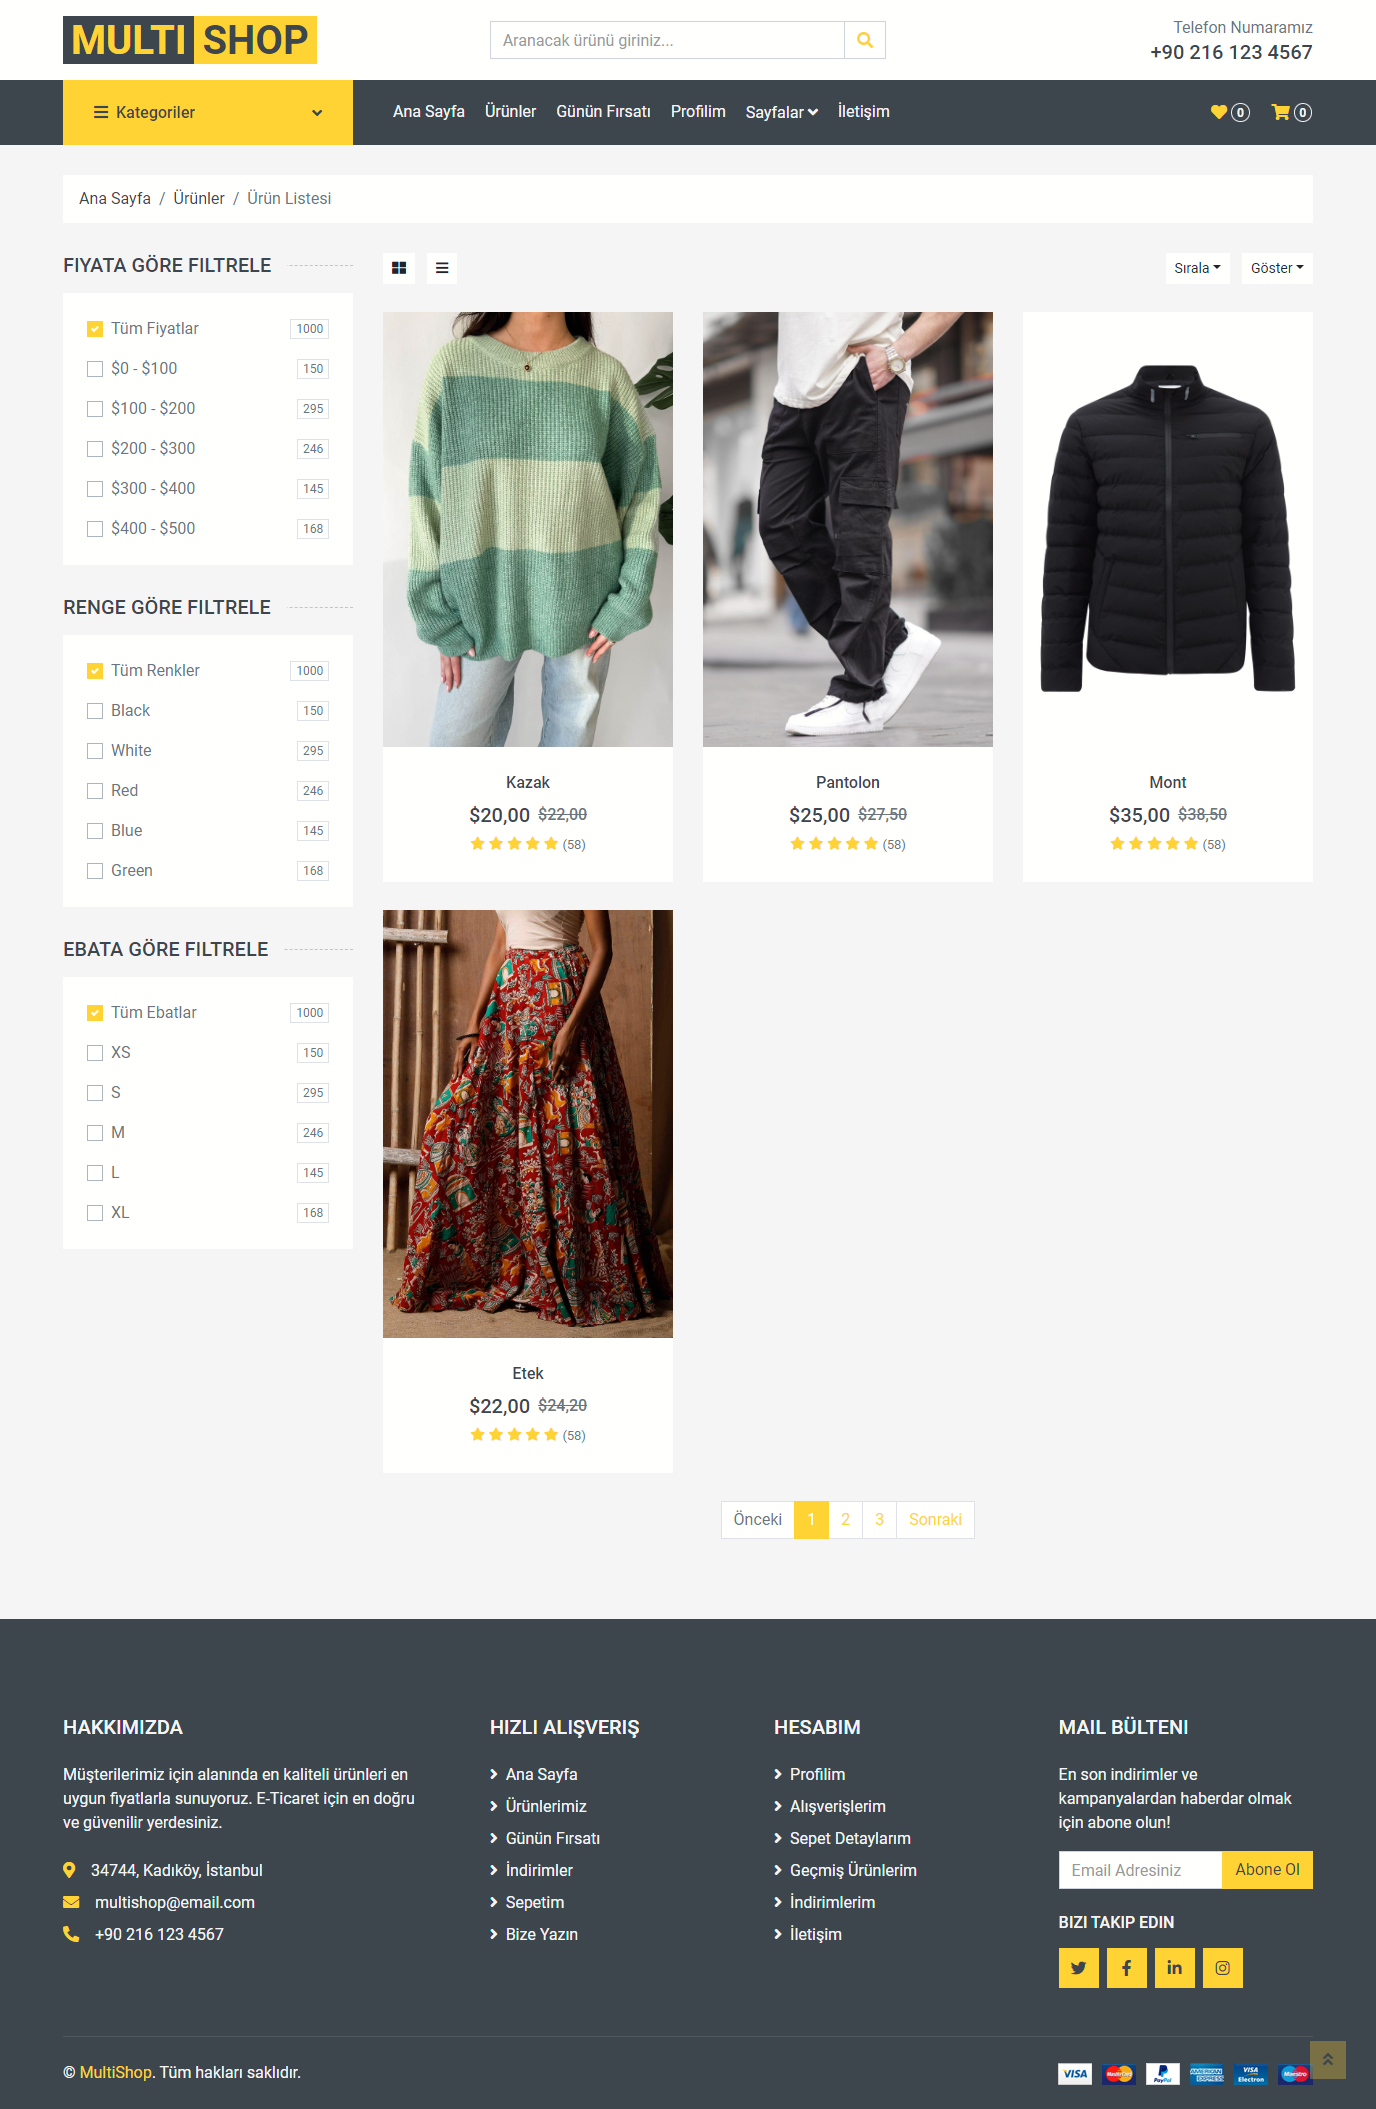 MULTI SHOP
Aranacak ürünü giriniz...
Telefon Numaramız
+90 216 123 4567
Kategoriler
Ana Sayfa Ürünler Günün Fırsatı Profilim Sayfalar İletişim
0 0
Ana Sayfa / Ürünler / Ürün Listesi
FIYATA GÖRE FILTRELE
Tüm Fiyatlar 1000
$0 - $100 150
$100 - $200 295
$200 - $300 246
$300 - $400 145
$400 - $500 168
RENGE GÖRE FILTRELE
Tüm Renkler 1000
Black 150
White 295
Red 246
Blue 145
Green 168
EBATA GÖRE FILTRELE
Tüm Ebatlar 1000
XS 150
S 295
M 246
L 145
XL 168
Sırala Göster
Kazak
$20,00 $22,00
(58)
Pantolon
$25,00 $27,50
(58)
Mont
$35,00 $38,50
(58)
Etek
$22,00 $24,20
(58)
Önceki 1 2 3 Sonraki
HAKKIMIZDA
Müşterilerimiz için alanında en kaliteli ürünleri en
uygun fiyatlarla sunuyoruz. E-Ticaret için en doğru
ve güvenilir yerdesiniz.
34744, Kadıköy, İstanbul
multishop@email.com
+90 216 123 4567
HIZLI ALIŞVERIŞ
Ana Sayfa
Ürünlerimiz
Günün Fırsatı
İndirimler
Sepetim
Bize Yazın
HESABIM
Profilim
Alışverişlerim
Sepet Detaylarım
Geçmiş Ürünlerim
İndirimlerim
İletişim
MAIL BÜLTENI
En son indirimler ve
kampanyalardan haberdar olmak
için abone olun!
Email Adresiniz Abone Ol
BIZI TAKIP EDIN
© MultiShop. Tüm hakları saklıdır.
VISA MasterCard PayPal AMERICAN EXPRESS VISA Electron Maestro